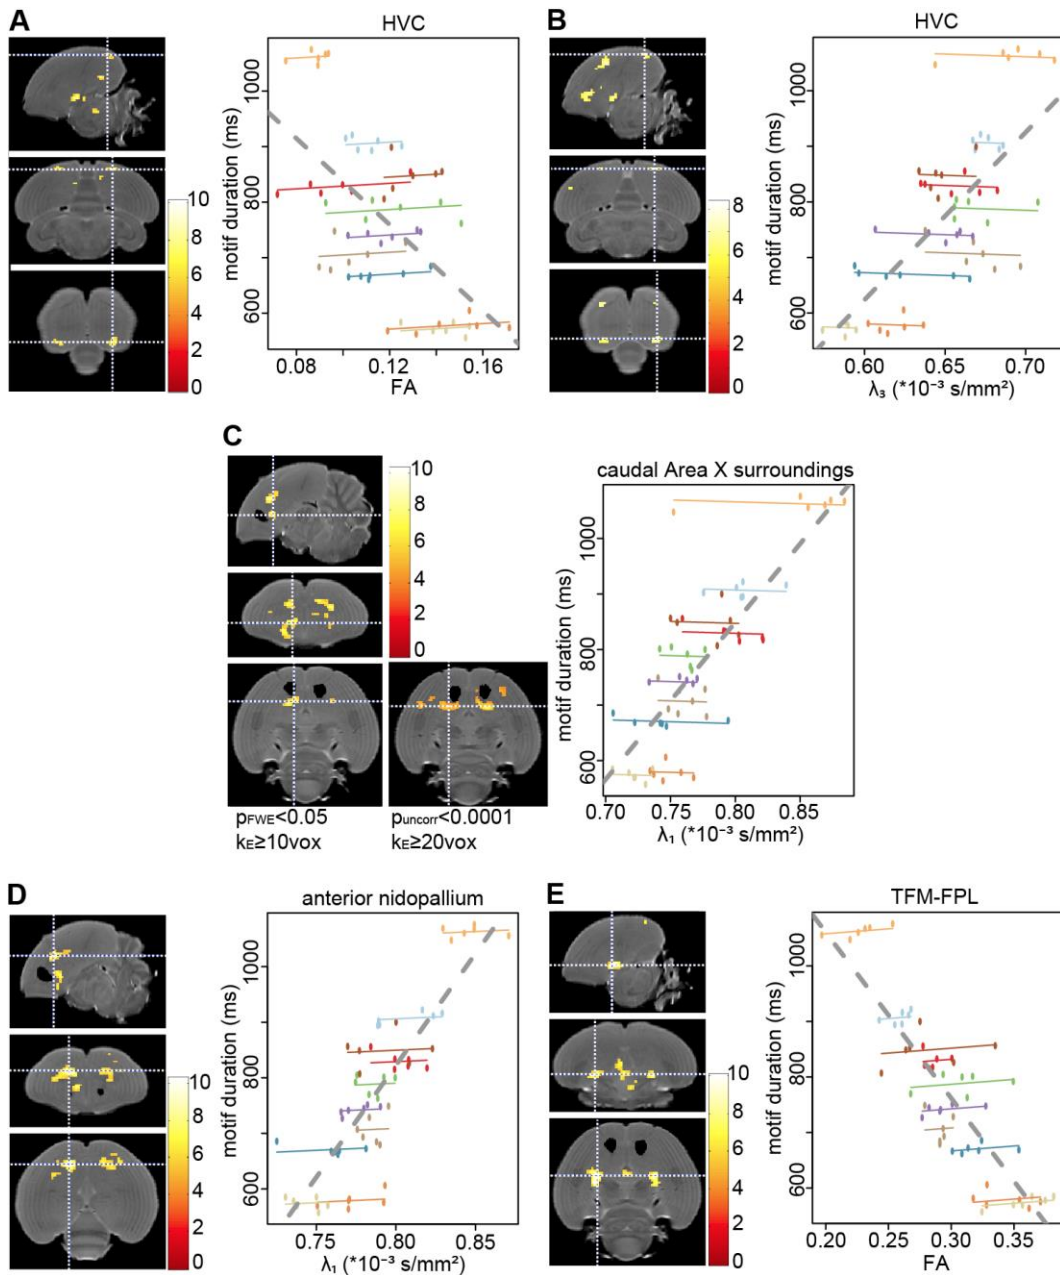 A
HVC
motif duration (ms)
1000
800
600
0.08
0.12
0.16
FA
10
8
6
4
2
0
B
HVC
motif duration (ms)
1000
800
600
0.60
0.65
0.70
λ₃ (*10⁻³ s/mm²)
8
6
4
2
0
C
caudal Area X surroundings
motif duration (ms)
1000
800
600
0.70
0.75
0.80
0.85
λ₁ (*10⁻³ s/mm²)
10
8
6
4
2
0
pFWE<0.05
kE≥10vox
puncorr<0.0001
kE≥20vox
D
anterior nidopallium
motif duration (ms)
1000
800
600
0.75
0.80
0.85
λ₁ (*10⁻³ s/mm²)
10
8
6
4
2
0
E
TFM-FPL
motif duration (ms)
1000
800
600
0.20
0.25
0.30
0.35
FA
10
8
6
4
2
0